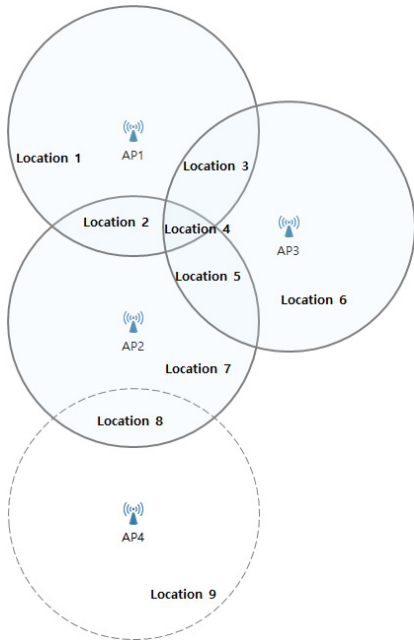 Location 1
AP1
Location 3
Location 2
Location 4
AP3
Location 5
Location 6
AP2
Location 7
Location 8
AP4
Location 9